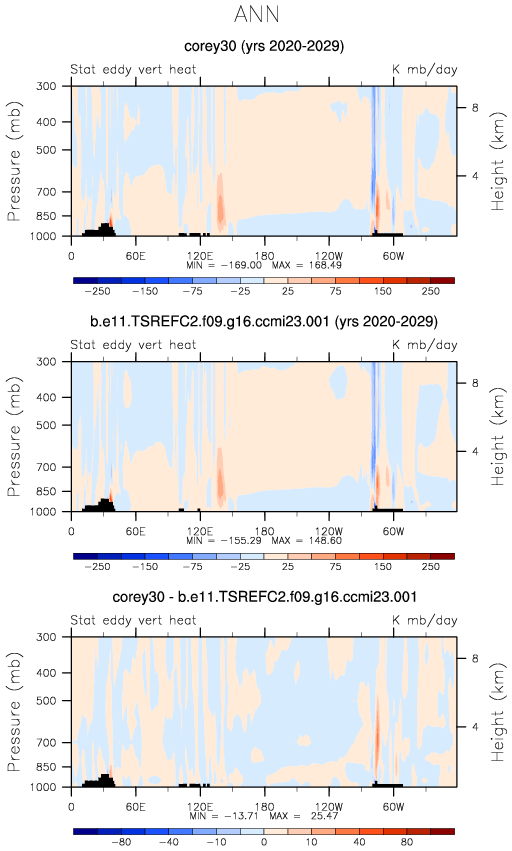 ANN
corey30 (yrs 2020-2029)
Stat eddy vert heat K mb/day
300
400
500
700
850
1000
Pressure (mb)
8
4
Height (km)
0 60E 120E 180 120W 60W
MIN = -169.00 MAX = 168.49
-250 -150 -75 -25 25 75 150 250
b.e11.TSREFC2.f09.g16.ccmi23.001 (yrs 2020-2029)
Stat eddy vert heat K mb/day
300
400
500
700
850
1000
Pressure (mb)
8
4
Height (km)
0 60E 120E 180 120W 60W
MIN = -155.29 MAX = 148.60
-250 -150 -75 -25 25 75 150 250
corey30 - b.e11.TSREFC2.f09.g16.ccmi23.001
Stat eddy vert heat K mb/day
300
400
500
700
850
1000
Pressure (mb)
8
4
Height (km)
0 60E 120E 180 120W 60W
MIN = -13.71 MAX = 25.47
-80 -40 -10 0 10 40 80